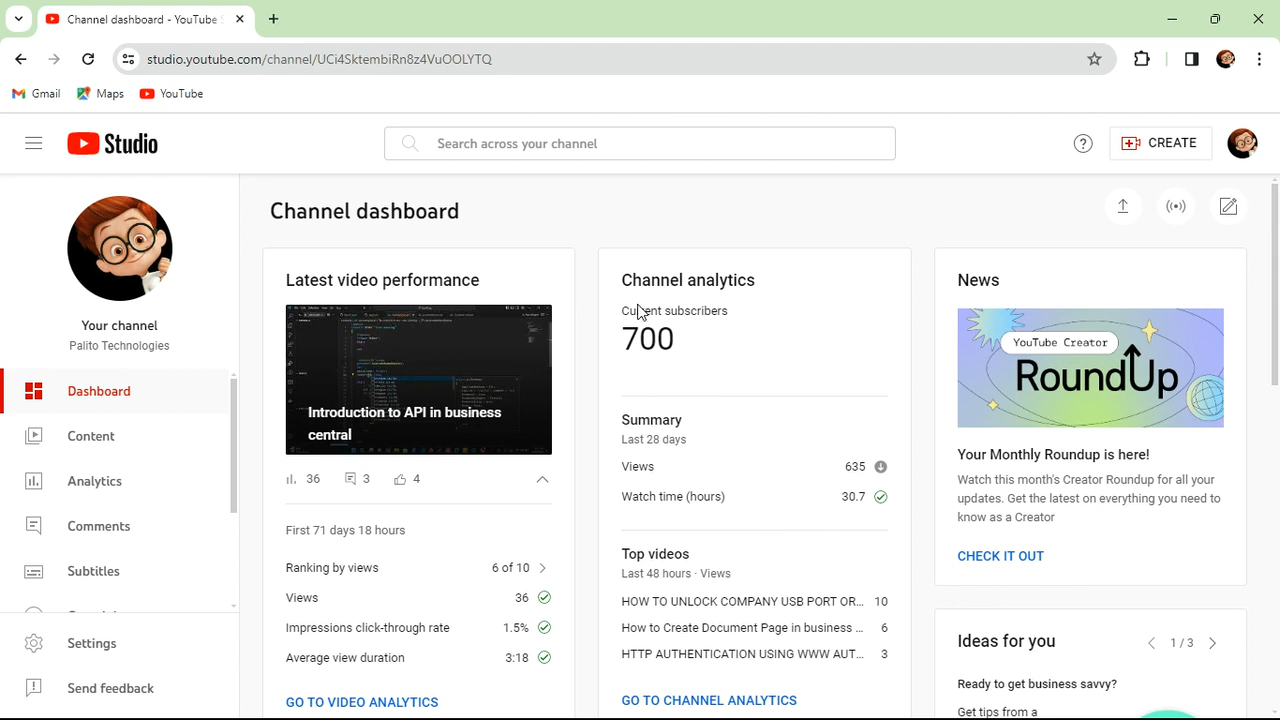 Channel dashboard - YouTube S
studio.youtube.com/channel/UCi4SktembiRn8z4VuOOLYTQ
Gmail
Maps
YouTube
Studio
Search across your channel
CREATE
Your channel
Palito Technologies
Dashboard
Content
Analytics
Comments
Subtitles
Settings
Send feedback
Channel dashboard
Latest video performance
Introduction to API in business
central
36
3
4
First 71 days 18 hours
Ranking by views 6 of 10
Views 36
Impressions click-through rate 1.5%
Average view duration 3:18
GO TO VIDEO ANALYTICS
Channel analytics
Current subscribers
700
Summary
Last 28 days
Views 635
Watch time (hours) 30.7
Top videos
Last 48 hours · Views
HOW TO UNLOCK COMPANY USB PORT OR... 10
How to Create Document Page in business ... 6
HTTP AUTHENTICATION USING WWW AUT... 3
GO TO CHANNEL ANALYTICS
News
YouTube Creator
RoundUp
Your Monthly Roundup is here!
Watch this month's Creator Roundup for all your
updates. Get the latest on everything you need to
know as a Creator
CHECK IT OUT
Ideas for you
1 / 3
Ready to get business savvy?
Get tips from a